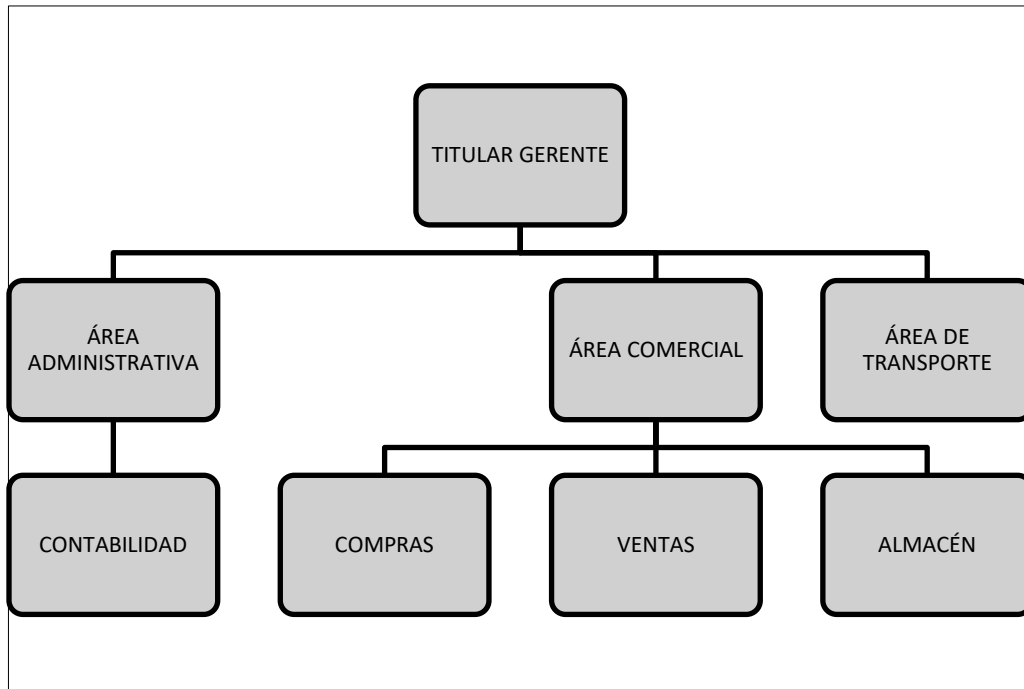 TITULAR GERENTE
ÁREA
ADMINISTRATIVA
ÁREA COMERCIAL
ÁREA DE
TRANSPORTE
CONTABILIDAD
COMPRAS
VENTAS
ALMACÉN